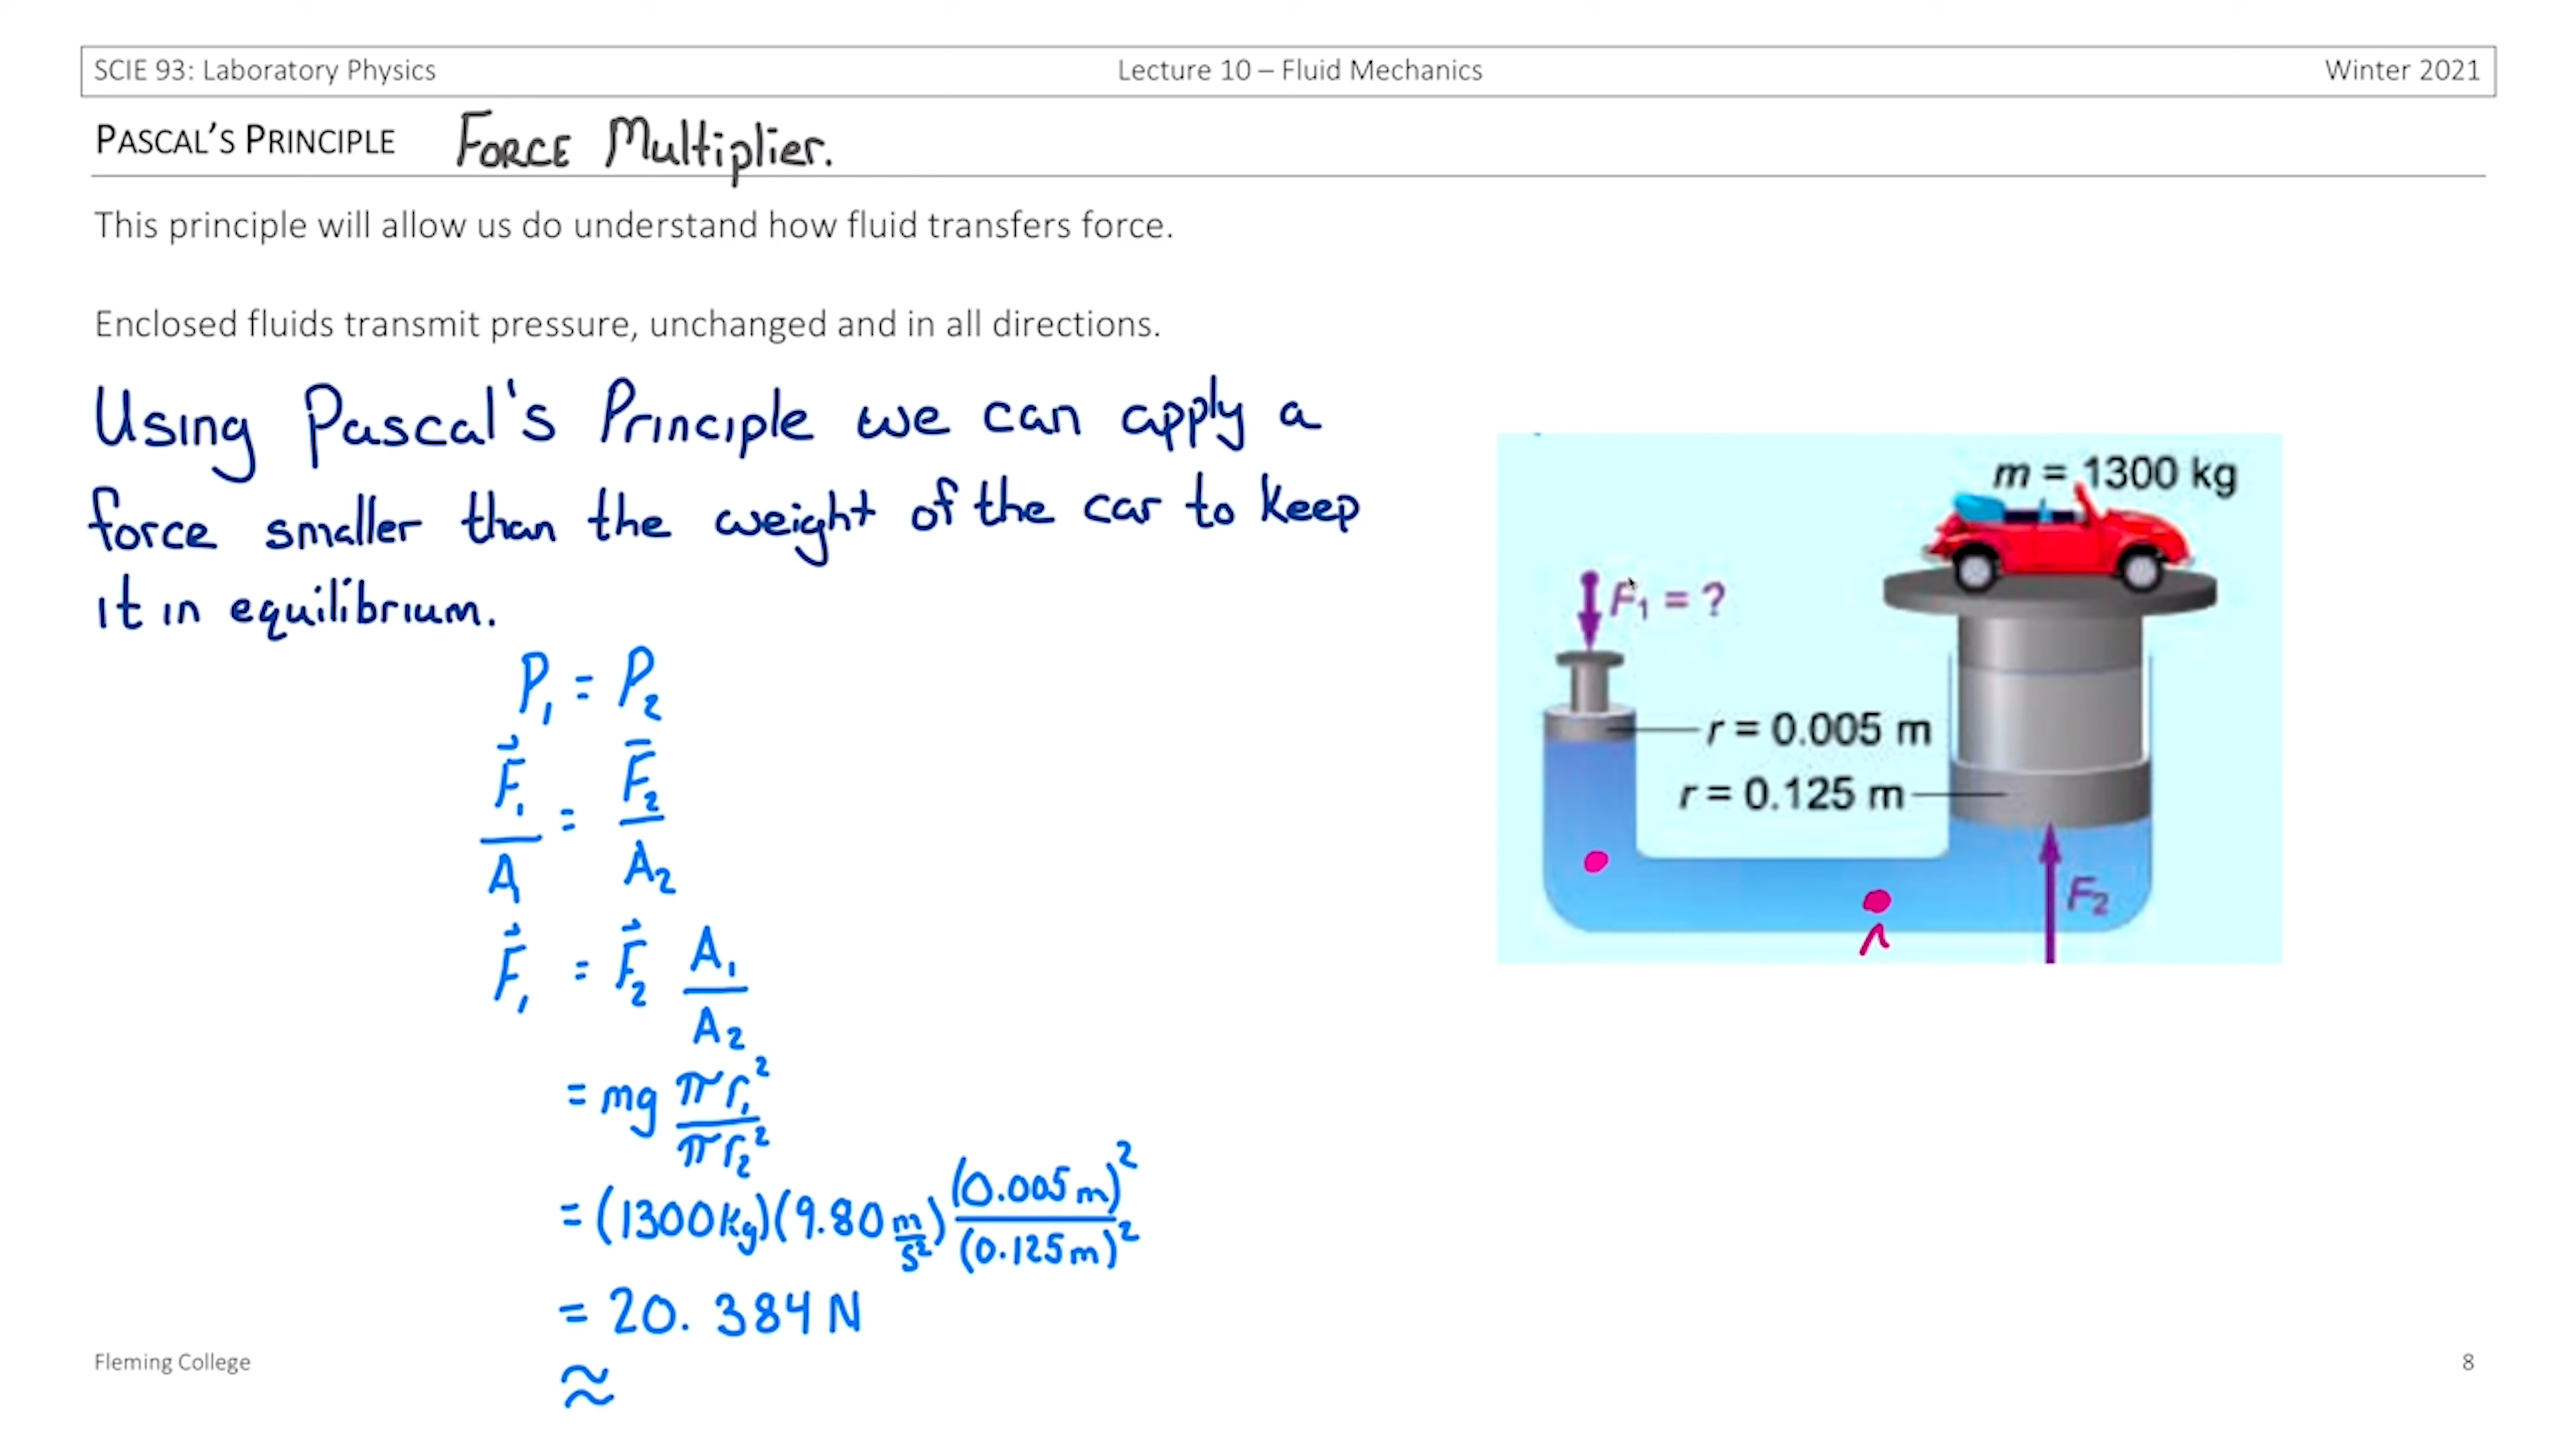 SCIE 93: Laboratory Physics Lecture 10 – Fluid Mechanics Winter 2021
PASCAL'S PRINCIPLE FORCE Multiplier.
This principle will allow us do understand how fluid transfers force.
Enclosed fluids transmit pressure, unchanged and in all directions.
Using Pascal's Principle we can apply a
force smaller than the weight of the car to keep
it in equilibrium.
P₁ = P₂
F₁/A = F₂/A₂
F₁ = F₂ A₁/A₂
= mg πr₁²/πr₂²
= (1300kg)(9.80 m/s²) (0.005m)²/(0.125m)²
= 20.384 N
≈
m = 1300 kg
F₁ = ?
r = 0.005 m
r = 0.125 m
F₂
Fleming College 8